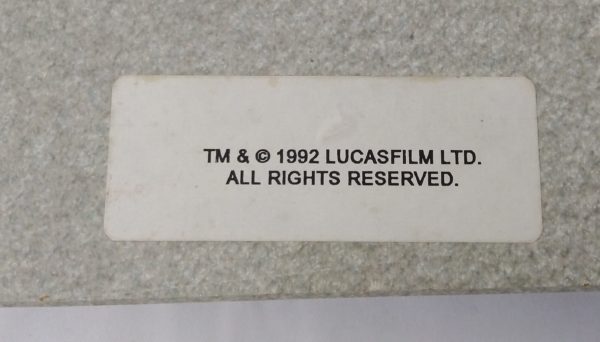 TM & © 1992 LUCASFILM LTD.
ALL RIGHTS RESERVED.